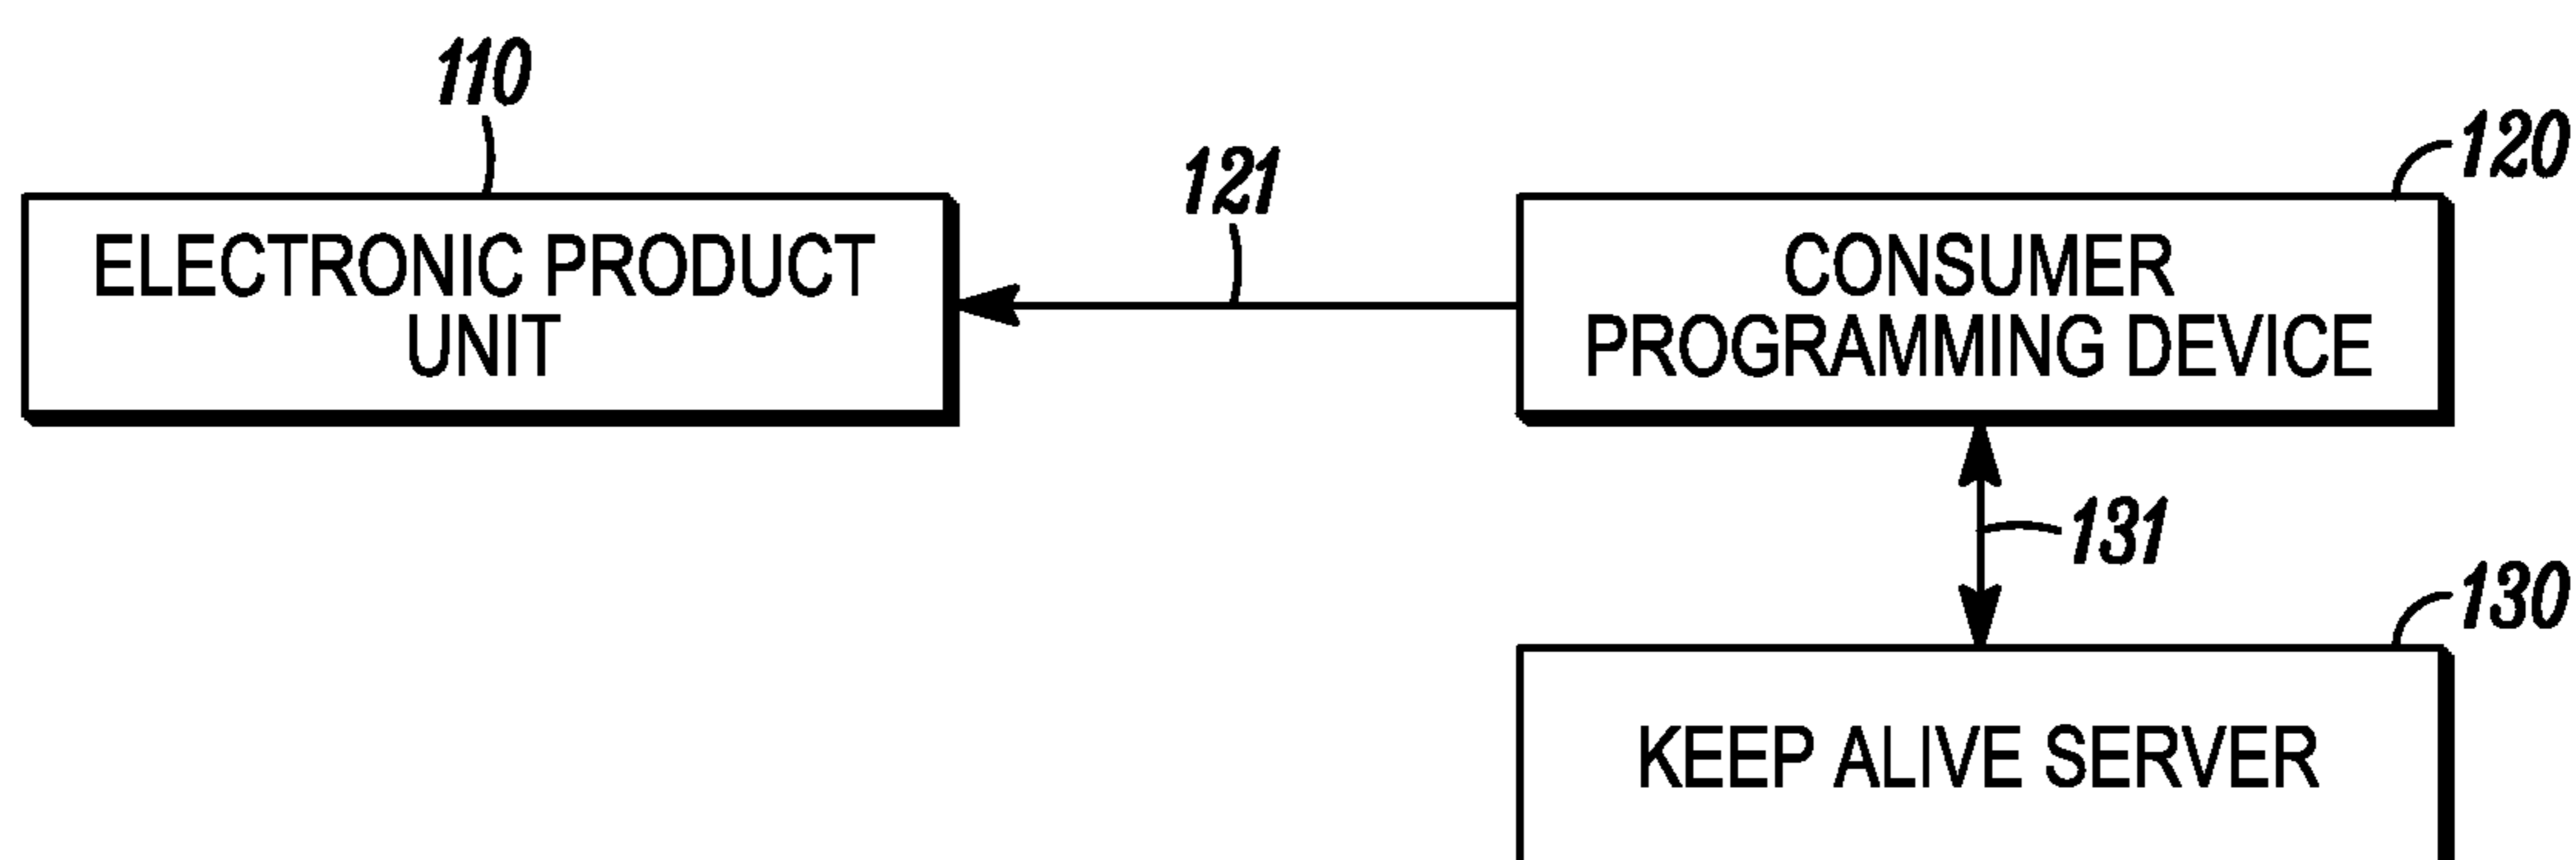 110
120
121
ELECTRONIC PRODUCT
UNIT
CONSUMER
PROGRAMMING DEVICE
131
130
KEEP ALIVE SERVER